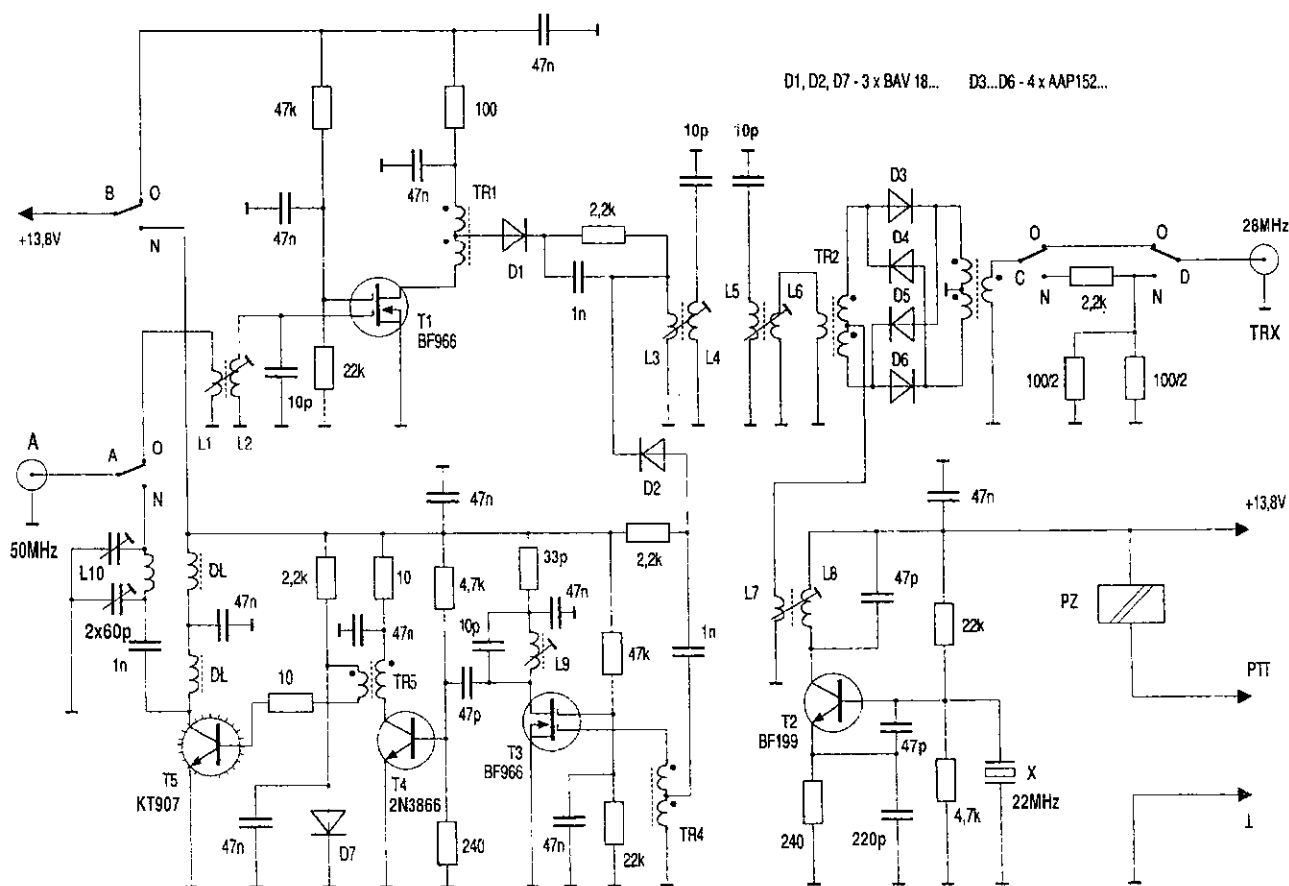 47n
D1, D2, D7 - 3 x BAV 18... D3...D6 - 4 x AAP152...
47k
100
10p
10p
47n
TR1
D3
B
O
+13,8V
N
47n
2,2k
D1
1n
D4
TR2
D5
D6
L5
L6
O
O
28MHz
C
N
2,2k
N
D
TRX
T1
BF966
L3
L4
10p
22k
100/2
100/2
L1
L2
A
A
O
N
50MHz
D2
47n
47n
+13,8V
L10
2x60p
1n
DL
47n
DL
2,2k
10
4,7k
33p
47n
2,2k
47n
10p
L9
47k
1n
L7
L8
47p
22k
PZ
10
TR5
47p
PTT
T5
KT907
T4
2N3866
T3
BF966
T2
BF199
47p
X
22MHz
47n
D7
240
47n
22k
TR4
240
220p
4,7k